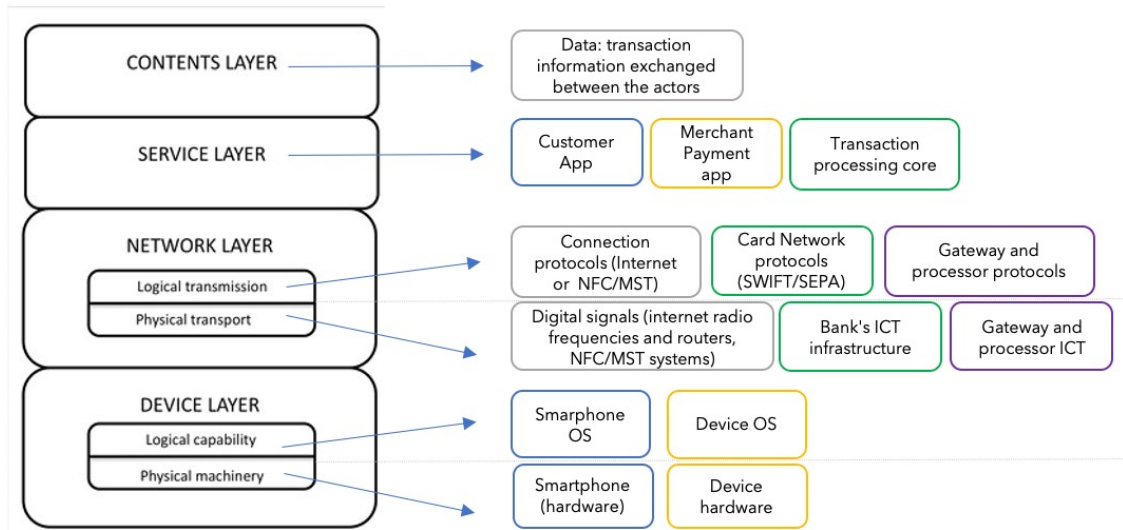 CONTENTS LAYER
Data: transaction
information exchanged
between the actors
SERVICE LAYER
Customer
App
Merchant
Payment
app
Transaction
processing core
NETWORK LAYER
Logical transmission
Physical transport
Connection
protocols (Internet
or NFC/MST)
Card Network
protocols
(SWIFT/SEPA)
Gateway and
processor protocols
Digital signals (internet radio
frequencies and routers,
NFC/MST systems)
Bank's ICT
infrastructure
Gateway and
processor ICT
DEVICE LAYER
Logical capability
Physical machinery
Smarphone
OS
Device OS
Smartphone
(hardware)
Device
hardware